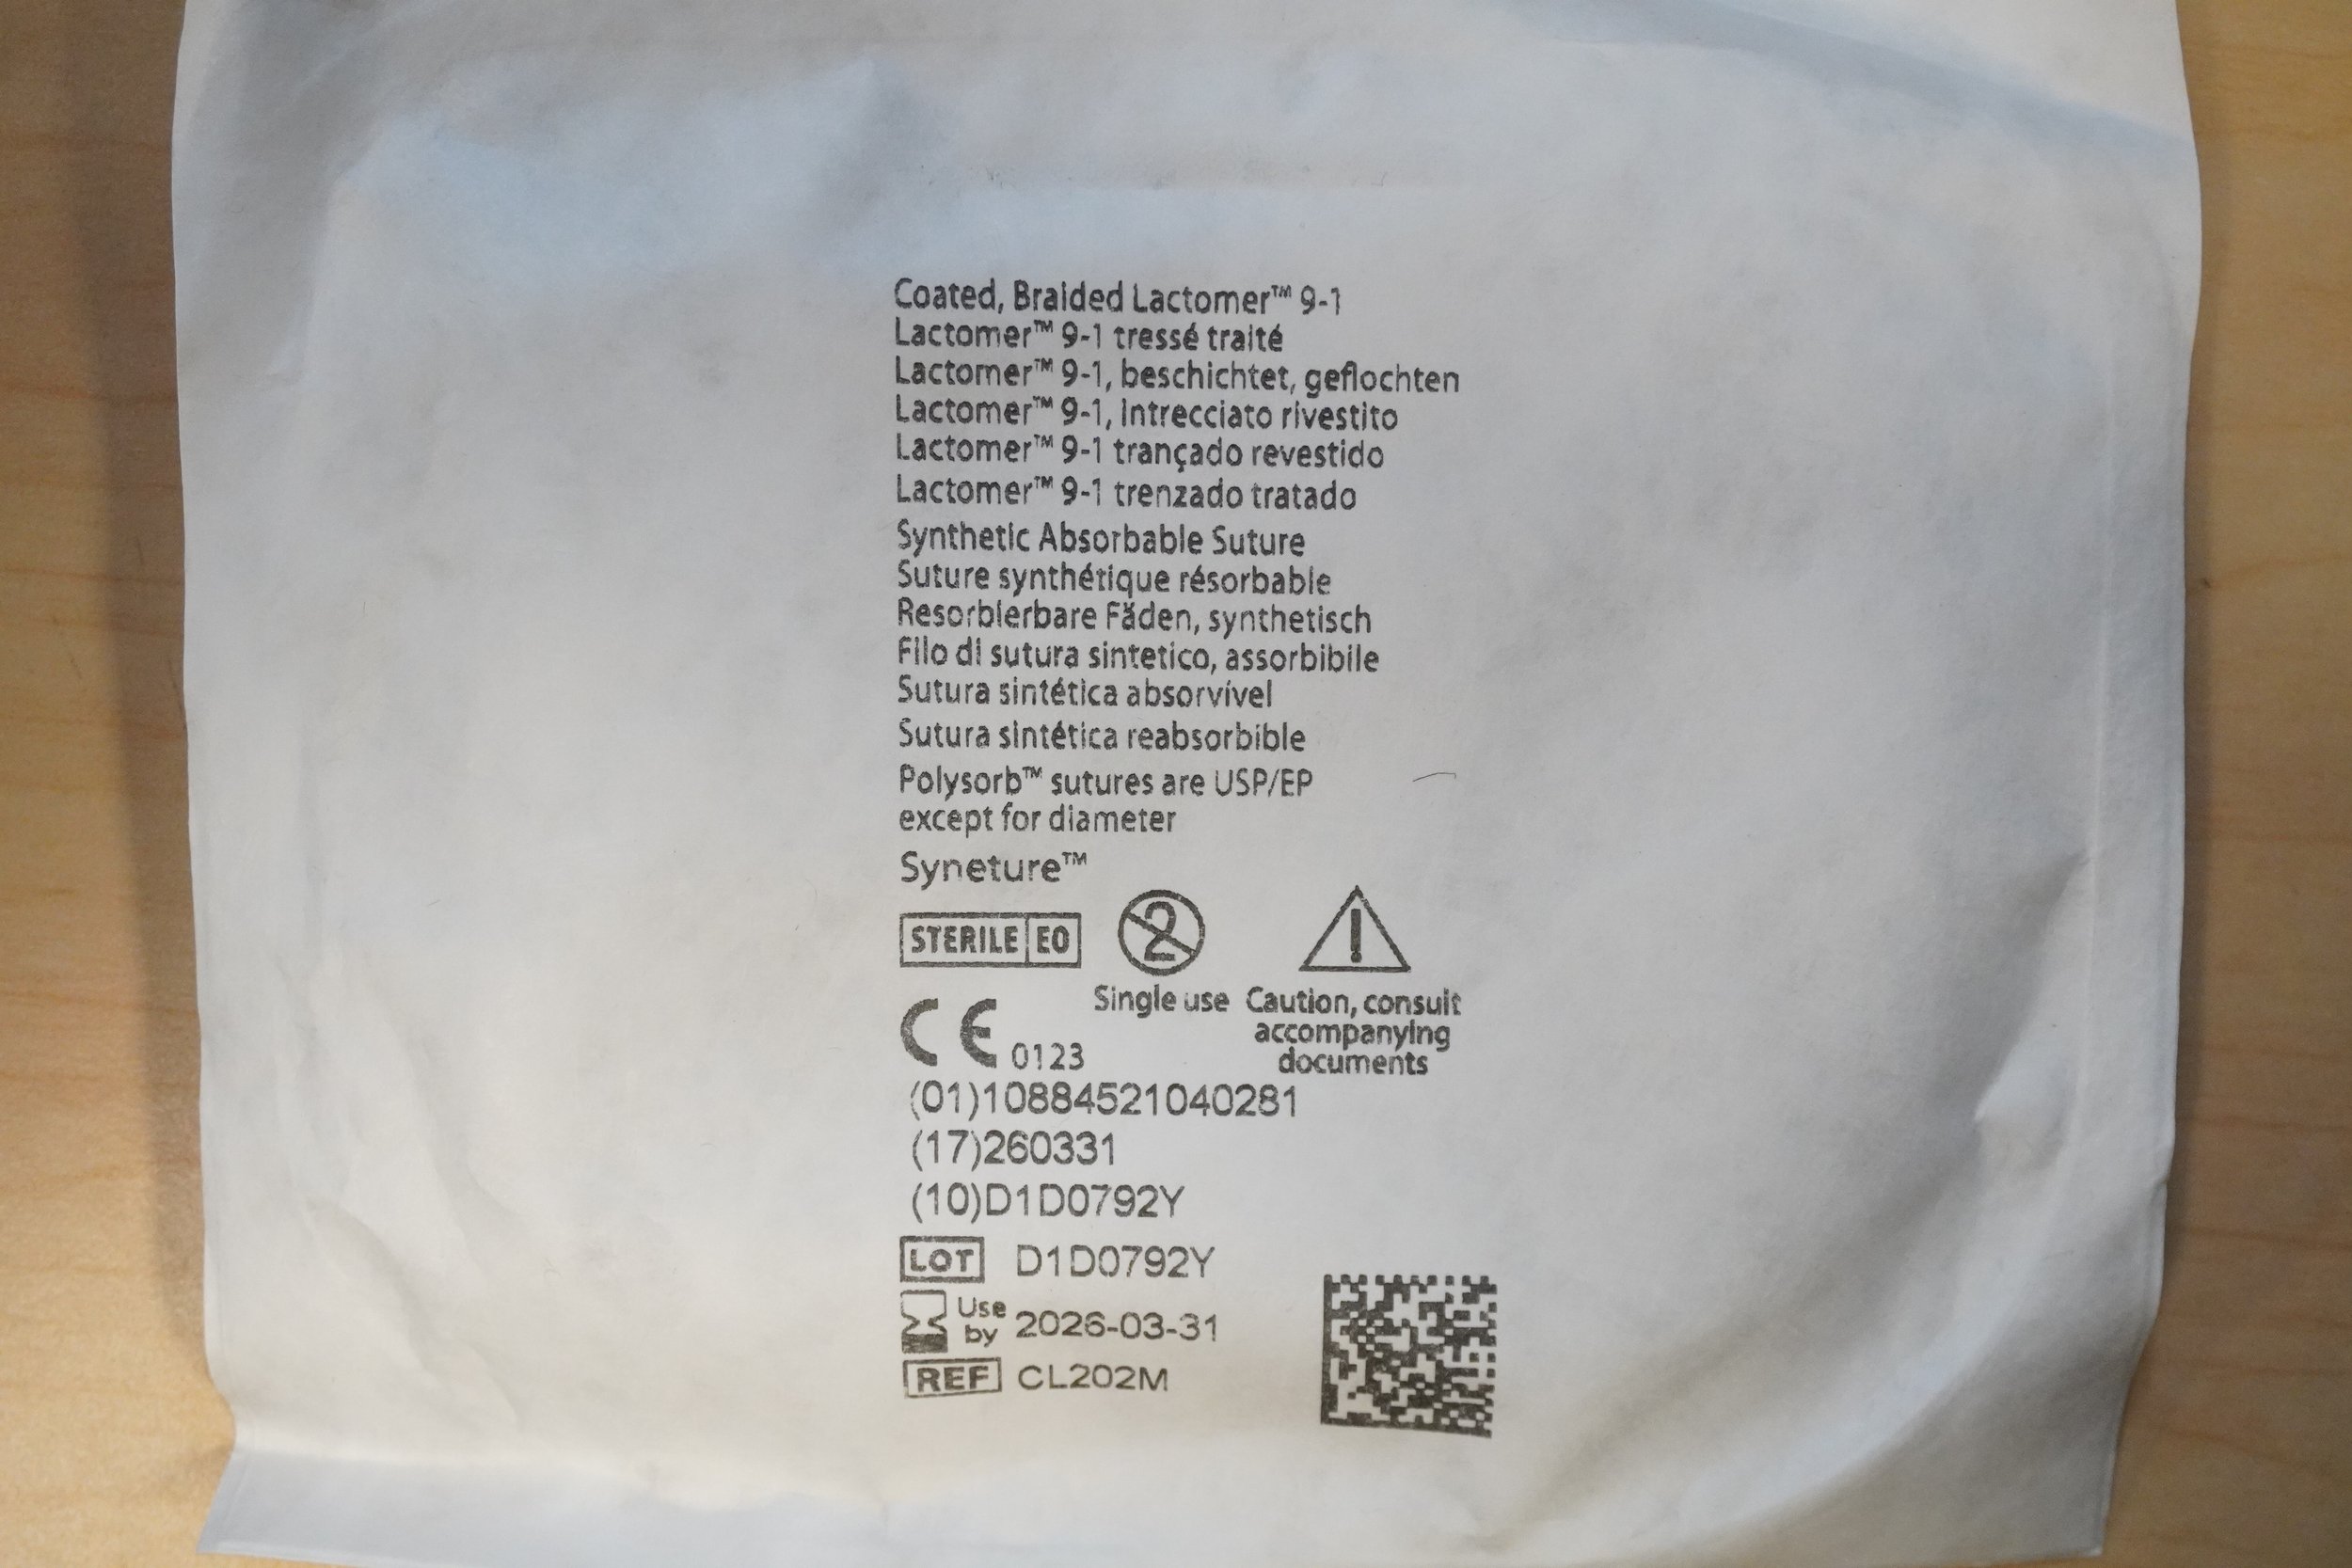 Coated, Braided Lactomer™ 9-1
Lactomer™ 9-1 tressé traité
Lactomer™ 9-1, beschichtet, geflochten
Lactomer™ 9-1, intrecciato rivestito
Lactomer™ 9-1 trançado revestido
Lactomer™ 9-1 trenzado tratado
Synthetic Absorbable Suture
Suture synthétique résorbable
Resorbierbare Fäden, synthetisch
Filo di sutura sintetico, assorbibile
Sutura sintética absorvível
Sutura sintética reabsorbible
Polysorb™ sutures are USP/EP
except for diameter
Syneture™
STERILE EO 2
Single use Caution, consult
accompanying
documents
CE 0123
(01)10884521040281
(17)260331
(10)D1D0792Y
LOT D1D0792Y
Use by 2026-03-31
REF CL202M